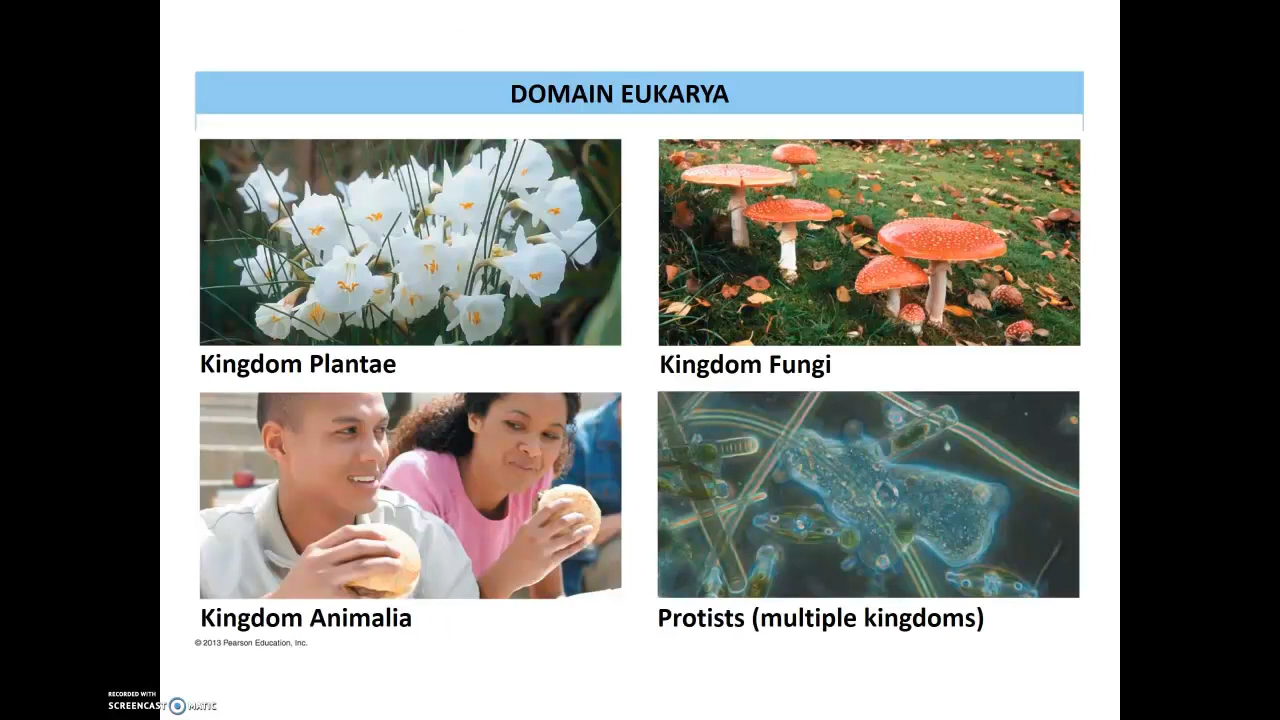 DOMAIN EUKARYA
Kingdom Plantae
Kingdom Fungi
Kingdom Animalia
Protists (multiple kingdoms)
© 2013 Pearson Education, Inc.
RECORDED WITH
SCREENCAST MATIC